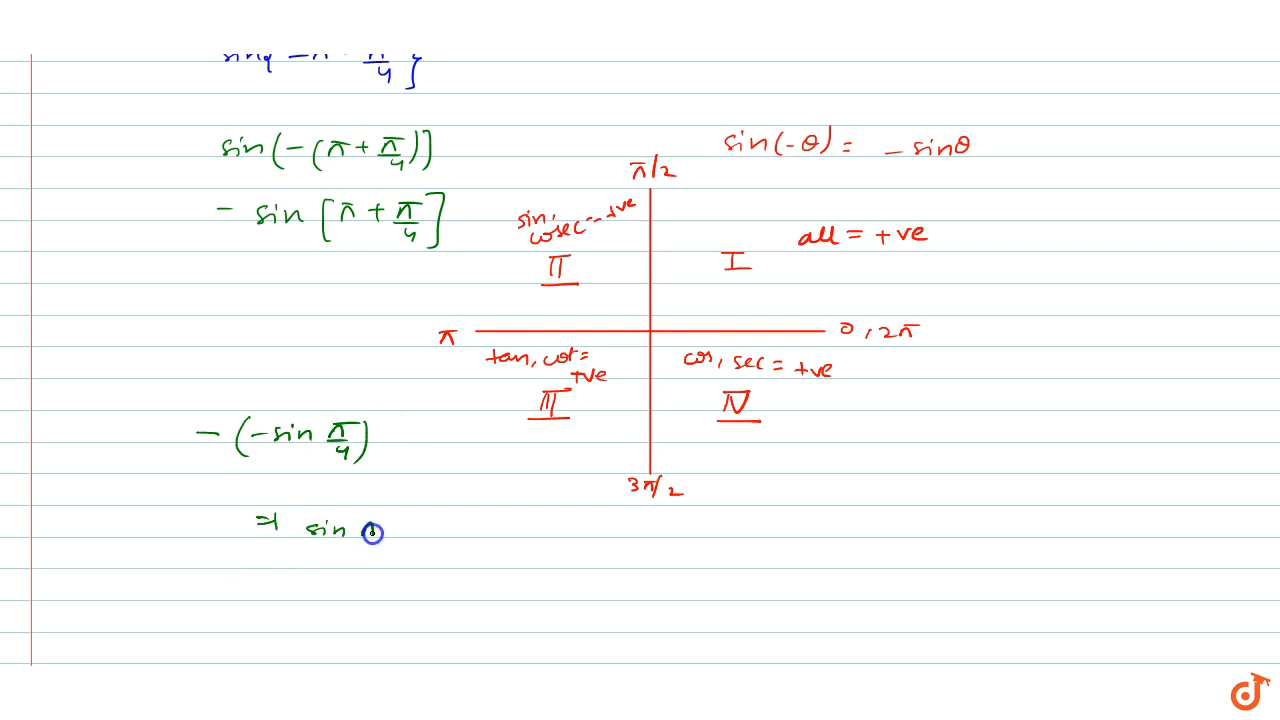 sin(-(π + π/4)]
- sin [π + π/4]
sin(-θ) = - sinθ
π/2
sin, cosec → +ve
II
all = +ve
I
π
0, 2π
tan, cot = +ve
III
cos, sec = +ve
IV
3π/2
- (-sin π/4)
⇒ sin